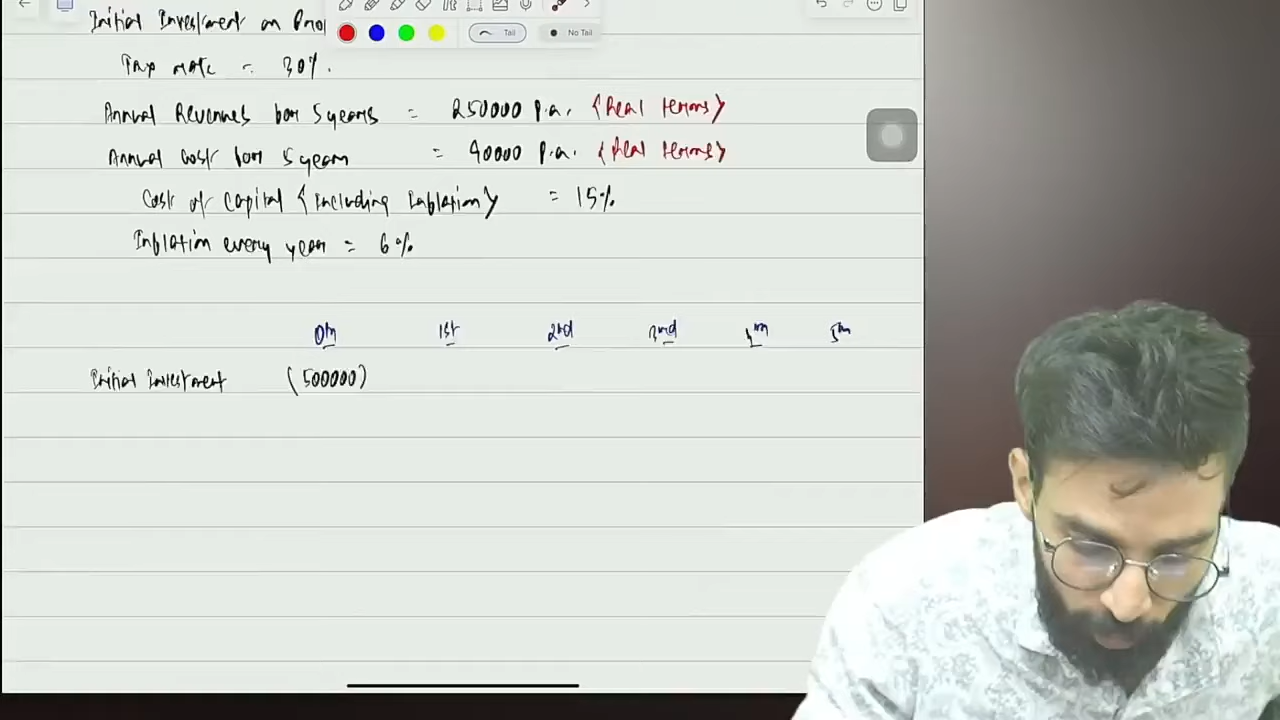 Initial Investment on Proj
Tax rate = 30%.
Annual Revenues for 5 years = 250000 P.a. {Real terms}
Annual Cost for 5 years = 40000 P.a. {Real terms}
Cost of Capital {Including Inflation} = 15%
Inflation every year = 6%
0th 1st 2nd 3rd 4th 5th
Initial Investment (500000)
Tail
No Tail